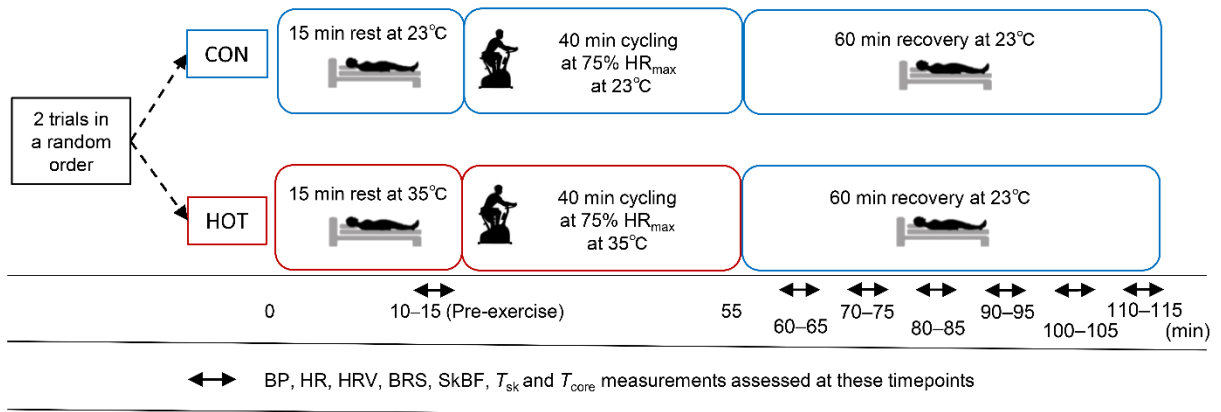 CON
15 min rest at 23°C
40 min cycling
at 75% HRmax
at 23°C
60 min recovery at 23°C
2 trials in
a random
order
HOT
15 min rest at 35°C
40 min cycling
at 75% HRmax
at 35°C
60 min recovery at 23°C
0
10–15 (Pre-exercise)
55
60–65
70–75
80–85
90–95
100–105
110–115
(min)
BP, HR, HRV, BRS, SkBF, Tsk and Tcore measurements assessed at these timepoints